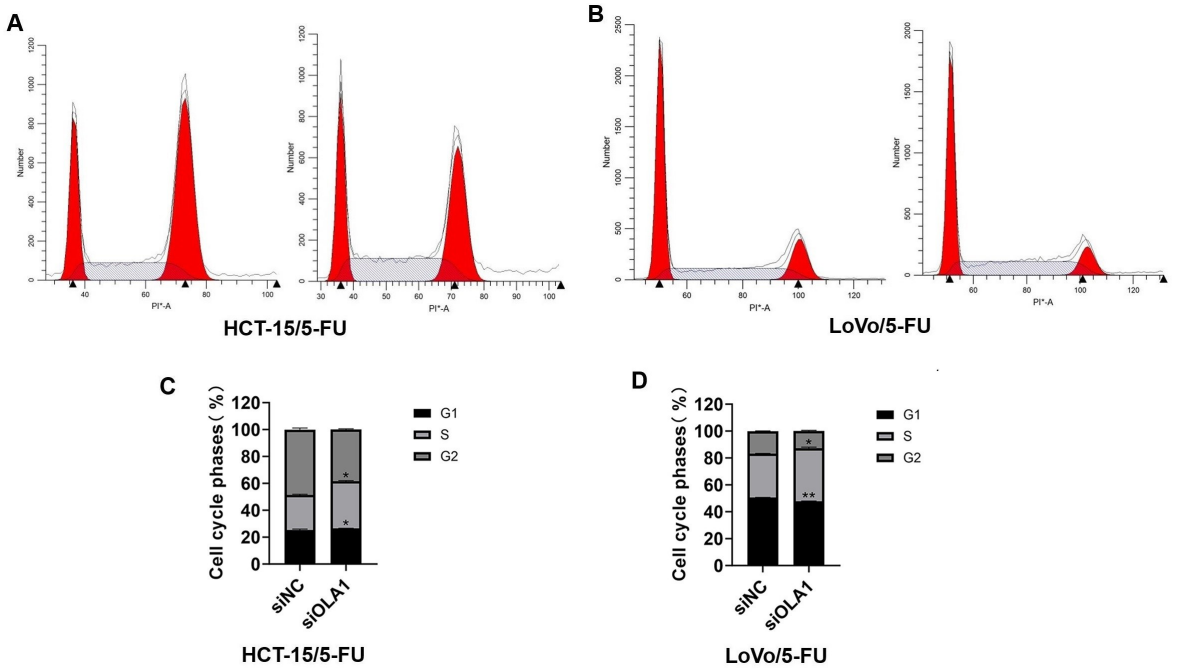 A
1200
1000
800
600
400
200
0
Number
40
60
80
100
PI*-A
1200
1000
800
600
400
200
0
Number
30
40
50
60
70
80
90
100
PI*-A
HCT-15/5-FU
B
2500
2000
1500
1000
500
0
Number
60
80
100
120
PI*-A
2000
1500
1000
500
0
Number
60
80
100
120
PI*-A
LoVo/5-FU
C
Cell cycle phases( %)
120
100
80
60
40
20
0
*
*
G1
S
G2
siNC
siOLA1
HCT-15/5-FU
D
Cell cycle phases( %)
120
100
80
60
40
20
0
*
**
G1
S
G2
siNC
siOLA1
LoVo/5-FU